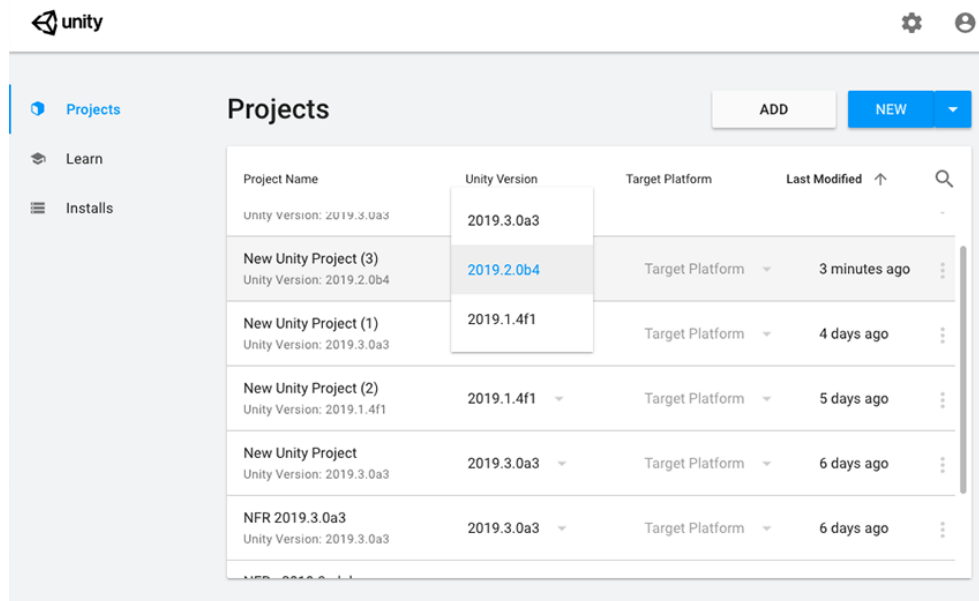 unity
Projects
Learn
Installs
Projects
ADD
NEW
Project Name
Unity Version
Target Platform
Last Modified
Unity Version: 2019.3.0a3
2019.3.0a3
2019.2.0b4
2019.1.4f1
New Unity Project (3)
Unity Version: 2019.2.0b4
Target Platform
3 minutes ago
New Unity Project (1)
Unity Version: 2019.3.0a3
Target Platform
4 days ago
New Unity Project (2)
Unity Version: 2019.1.4f1
2019.1.4f1
Target Platform
5 days ago
New Unity Project
Unity Version: 2019.3.0a3
2019.3.0a3
Target Platform
6 days ago
NFR 2019.3.0a3
Unity Version: 2019.3.0a3
2019.3.0a3
Target Platform
6 days ago